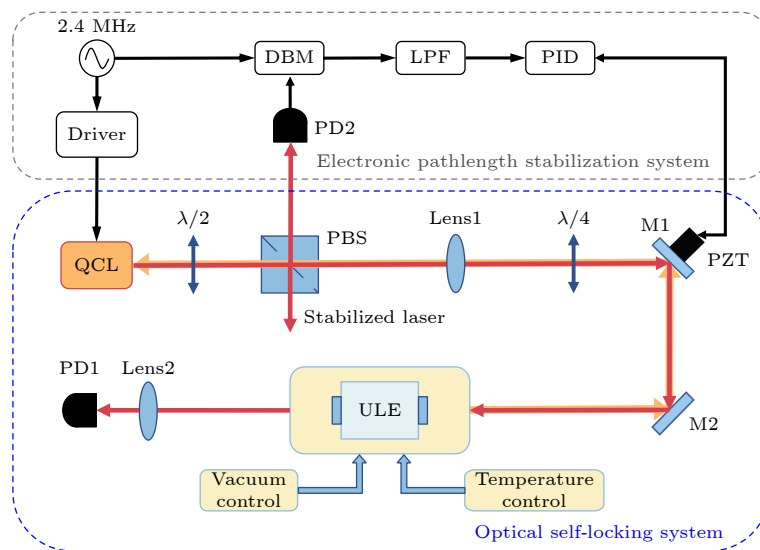 2.4 MHz
DBM
LPF
PID
Driver
PD2
Electronic pathlength stabilization system
λ/2
PBS
Lens1
λ/4
M1
QCL
PZT
Stabilized laser
PD1
Lens2
ULE
M2
Vacuum
control
Temperature
control
Optical self-locking system